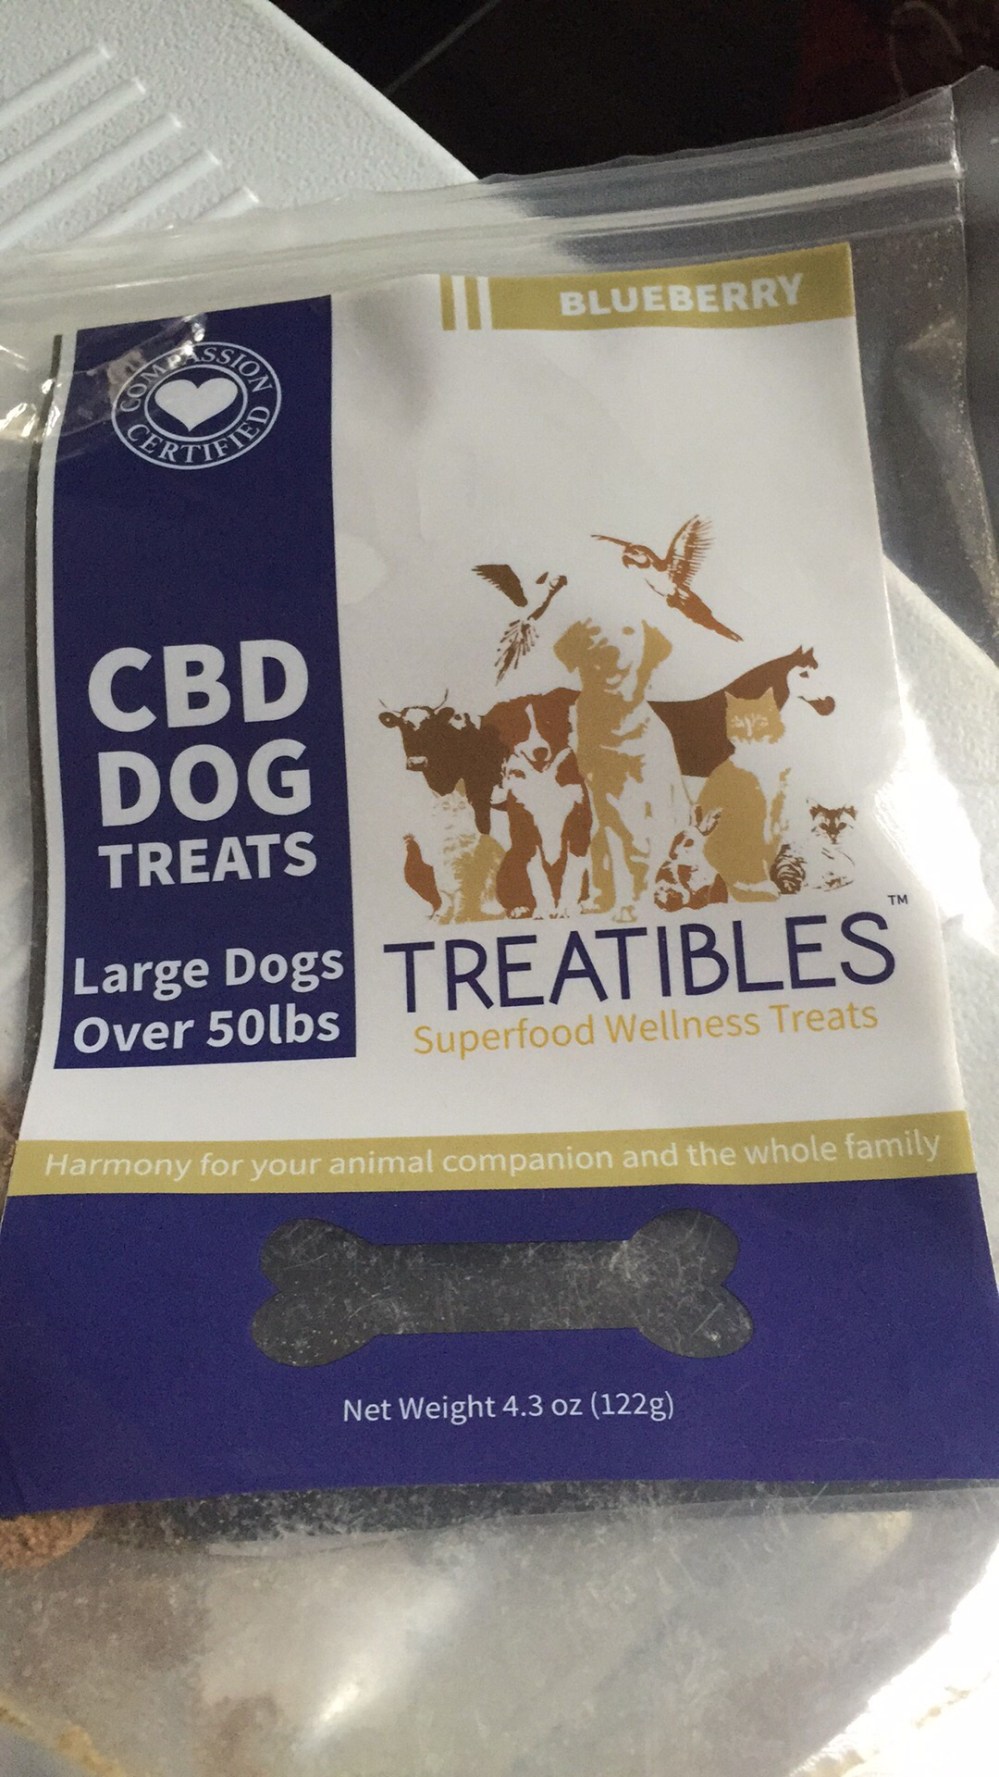 BLUEBERRY
COMPASSION
CERTIFIED
CBD
DOG
TREATS
Large Dogs
Over 50lbs
TREATIBLES™
Superfood Wellness Treats
Harmony for your animal companion and the whole family
Net Weight 4.3 oz (122g)